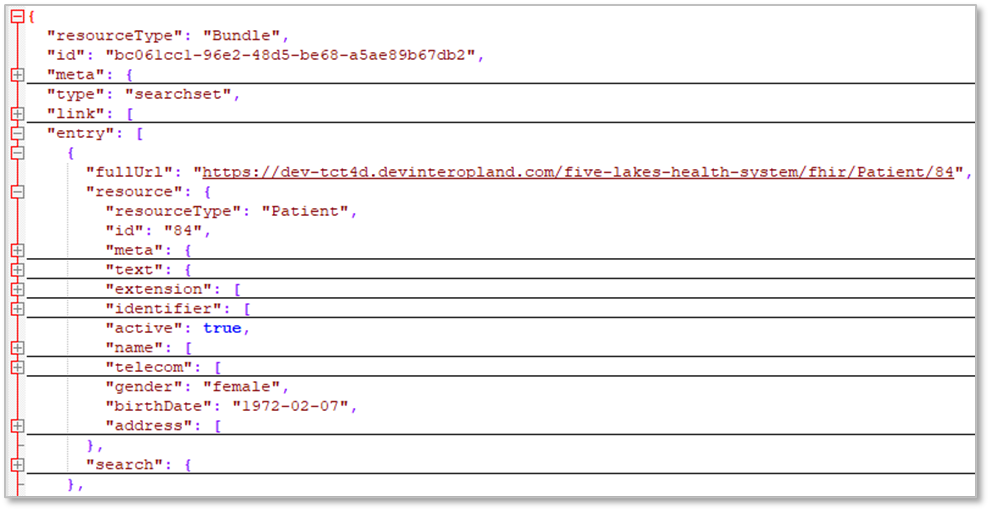 {
"resourceType": "Bundle",
"id": "bc061cc1-96e2-48d5-be68-a5ae89b67db2",
"meta": {
"type": "searchset",
"link": [
"entry": [
{
"fullUrl": "https://dev-tct4d.devinteropland.com/five-lakes-health-system/fhir/Patient/84",
"resource": {
"resourceType": "Patient",
"id": "84",
"meta": {
"text": {
"extension": [
"identifier": [
"active": true,
"name": [
"telecom": [
"gender": "female",
"birthDate": "1972-02-07",
"address": [
},
"search": {
},